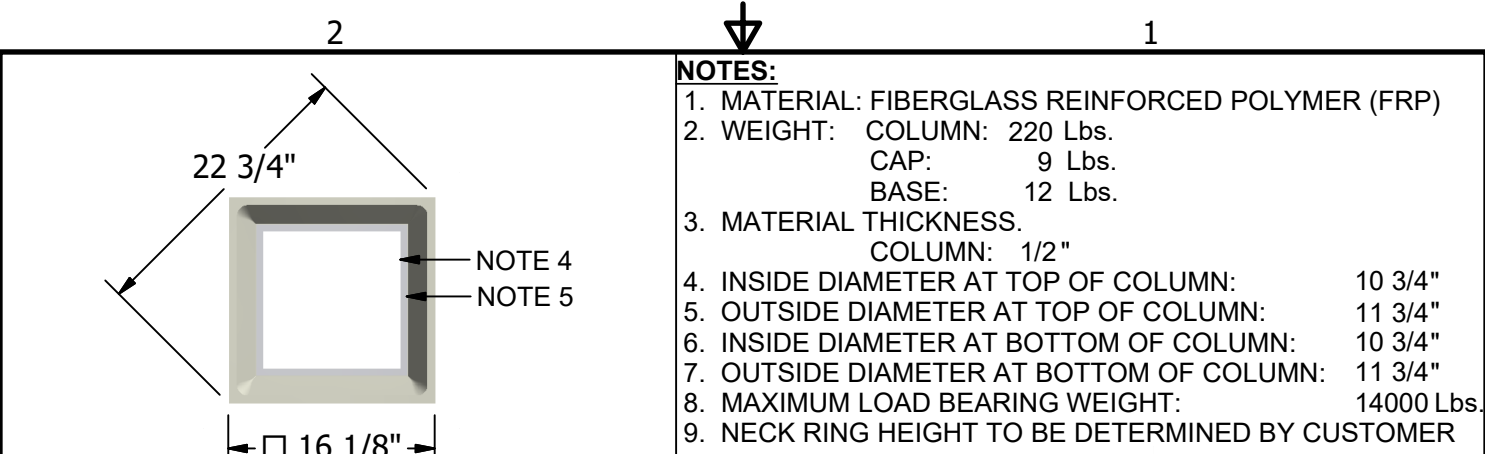 2
1
22 3/4"
NOTE 4
NOTE 5
□ 16 1/8"
NOTES:
1. MATERIAL: FIBERGLASS REINFORCED POLYMER (FRP)
2. WEIGHT: COLUMN: 220 Lbs.
CAP: 9 Lbs.
BASE: 12 Lbs.
3. MATERIAL THICKNESS.
COLUMN: 1/2"
4. INSIDE DIAMETER AT TOP OF COLUMN: 10 3/4"
5. OUTSIDE DIAMETER AT TOP OF COLUMN: 11 3/4"
6. INSIDE DIAMETER AT BOTTOM OF COLUMN: 10 3/4"
7. OUTSIDE DIAMETER AT BOTTOM OF COLUMN: 11 3/4"
8. MAXIMUM LOAD BEARING WEIGHT: 14000 Lbs.
9. NECK RING HEIGHT TO BE DETERMINED BY CUSTOMER